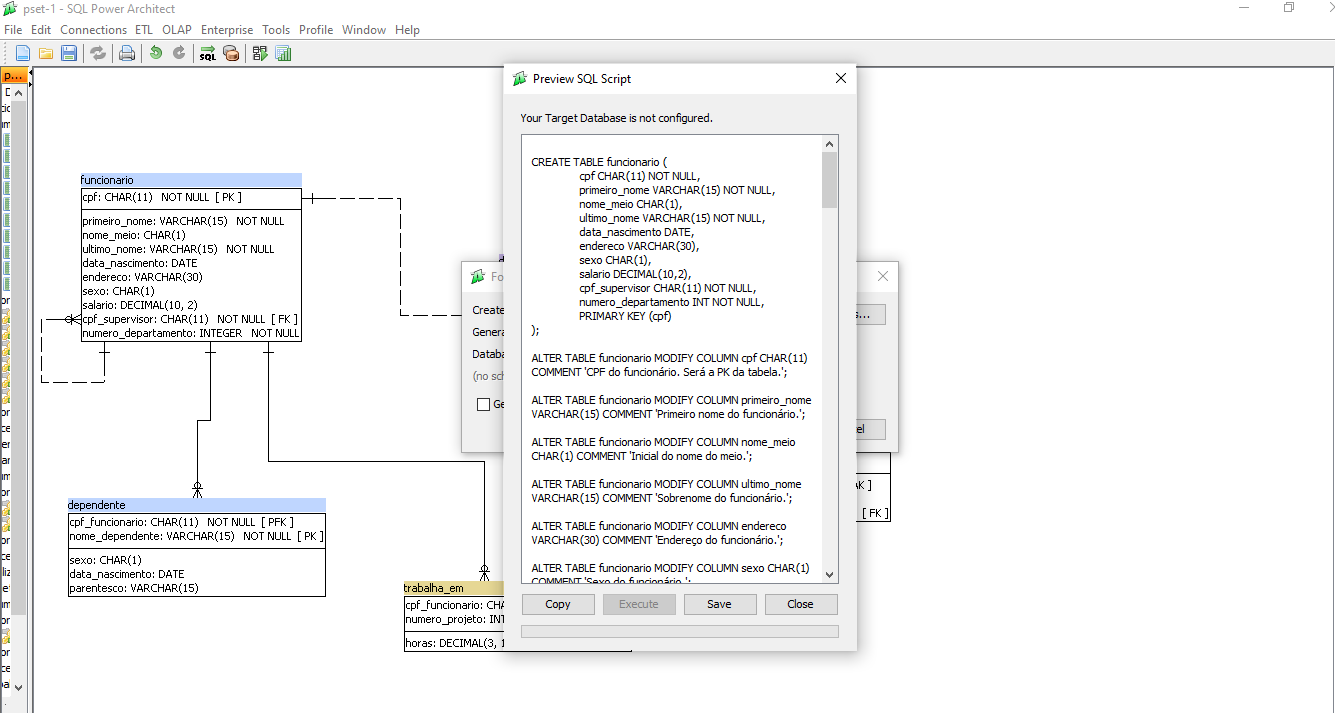 pset-1 - SQL Power Architect
File Edit Connections ETL OLAP Enterprise Tools Profile Window Help
SQL
p...
funcionario
cpf: CHAR(11) NOT NULL [ PK ]
primeiro_nome: VARCHAR(15) NOT NULL
nome_meio: CHAR(1)
ultimo_nome: VARCHAR(15) NOT NULL
data_nascimento: DATE
endereco: VARCHAR(30)
sexo: CHAR(1)
salario: DECIMAL(10, 2)
cpf_supervisor: CHAR(11) NOT NULL [ FK ]
numero_departamento: INTEGER NOT NULL
dependente
cpf_funcionario: CHAR(11) NOT NULL [ PFK ]
nome_dependente: VARCHAR(15) NOT NULL [ PK ]
sexo: CHAR(1)
data_nascimento: DATE
parentesco: VARCHAR(15)
trabalha_em
cpf_funcionario: CHA
numero_projeto: INT
horas: DECIMAL(3, 1
Fo
Create
Genera
Databa
(no sch
Ge
s...
el
AK ]
[ FK ]
Preview SQL Script
Your Target Database is not configured.
CREATE TABLE funcionario (
cpf CHAR(11) NOT NULL,
primeiro_nome VARCHAR(15) NOT NULL,
nome_meio CHAR(1),
ultimo_nome VARCHAR(15) NOT NULL,
data_nascimento DATE,
endereco VARCHAR(30),
sexo CHAR(1),
salario DECIMAL(10,2),
cpf_supervisor CHAR(11) NOT NULL,
numero_departamento INT NOT NULL,
PRIMARY KEY (cpf)
);
ALTER TABLE funcionario MODIFY COLUMN cpf CHAR(11)
COMMENT 'CPF do funcionário. Será a PK da tabela.';
ALTER TABLE funcionario MODIFY COLUMN primeiro_nome
VARCHAR(15) COMMENT 'Primeiro nome do funcionário.';
ALTER TABLE funcionario MODIFY COLUMN nome_meio
CHAR(1) COMMENT 'Inicial do nome do meio.';
ALTER TABLE funcionario MODIFY COLUMN ultimo_nome
VARCHAR(15) COMMENT 'Sobrenome do funcionário.';
ALTER TABLE funcionario MODIFY COLUMN endereco
VARCHAR(30) COMMENT 'Endereço do funcionário.';
ALTER TABLE funcionario MODIFY COLUMN sexo CHAR(1)
COMMENT 'Sexo do funcionário.';
Copy Execute Save Close